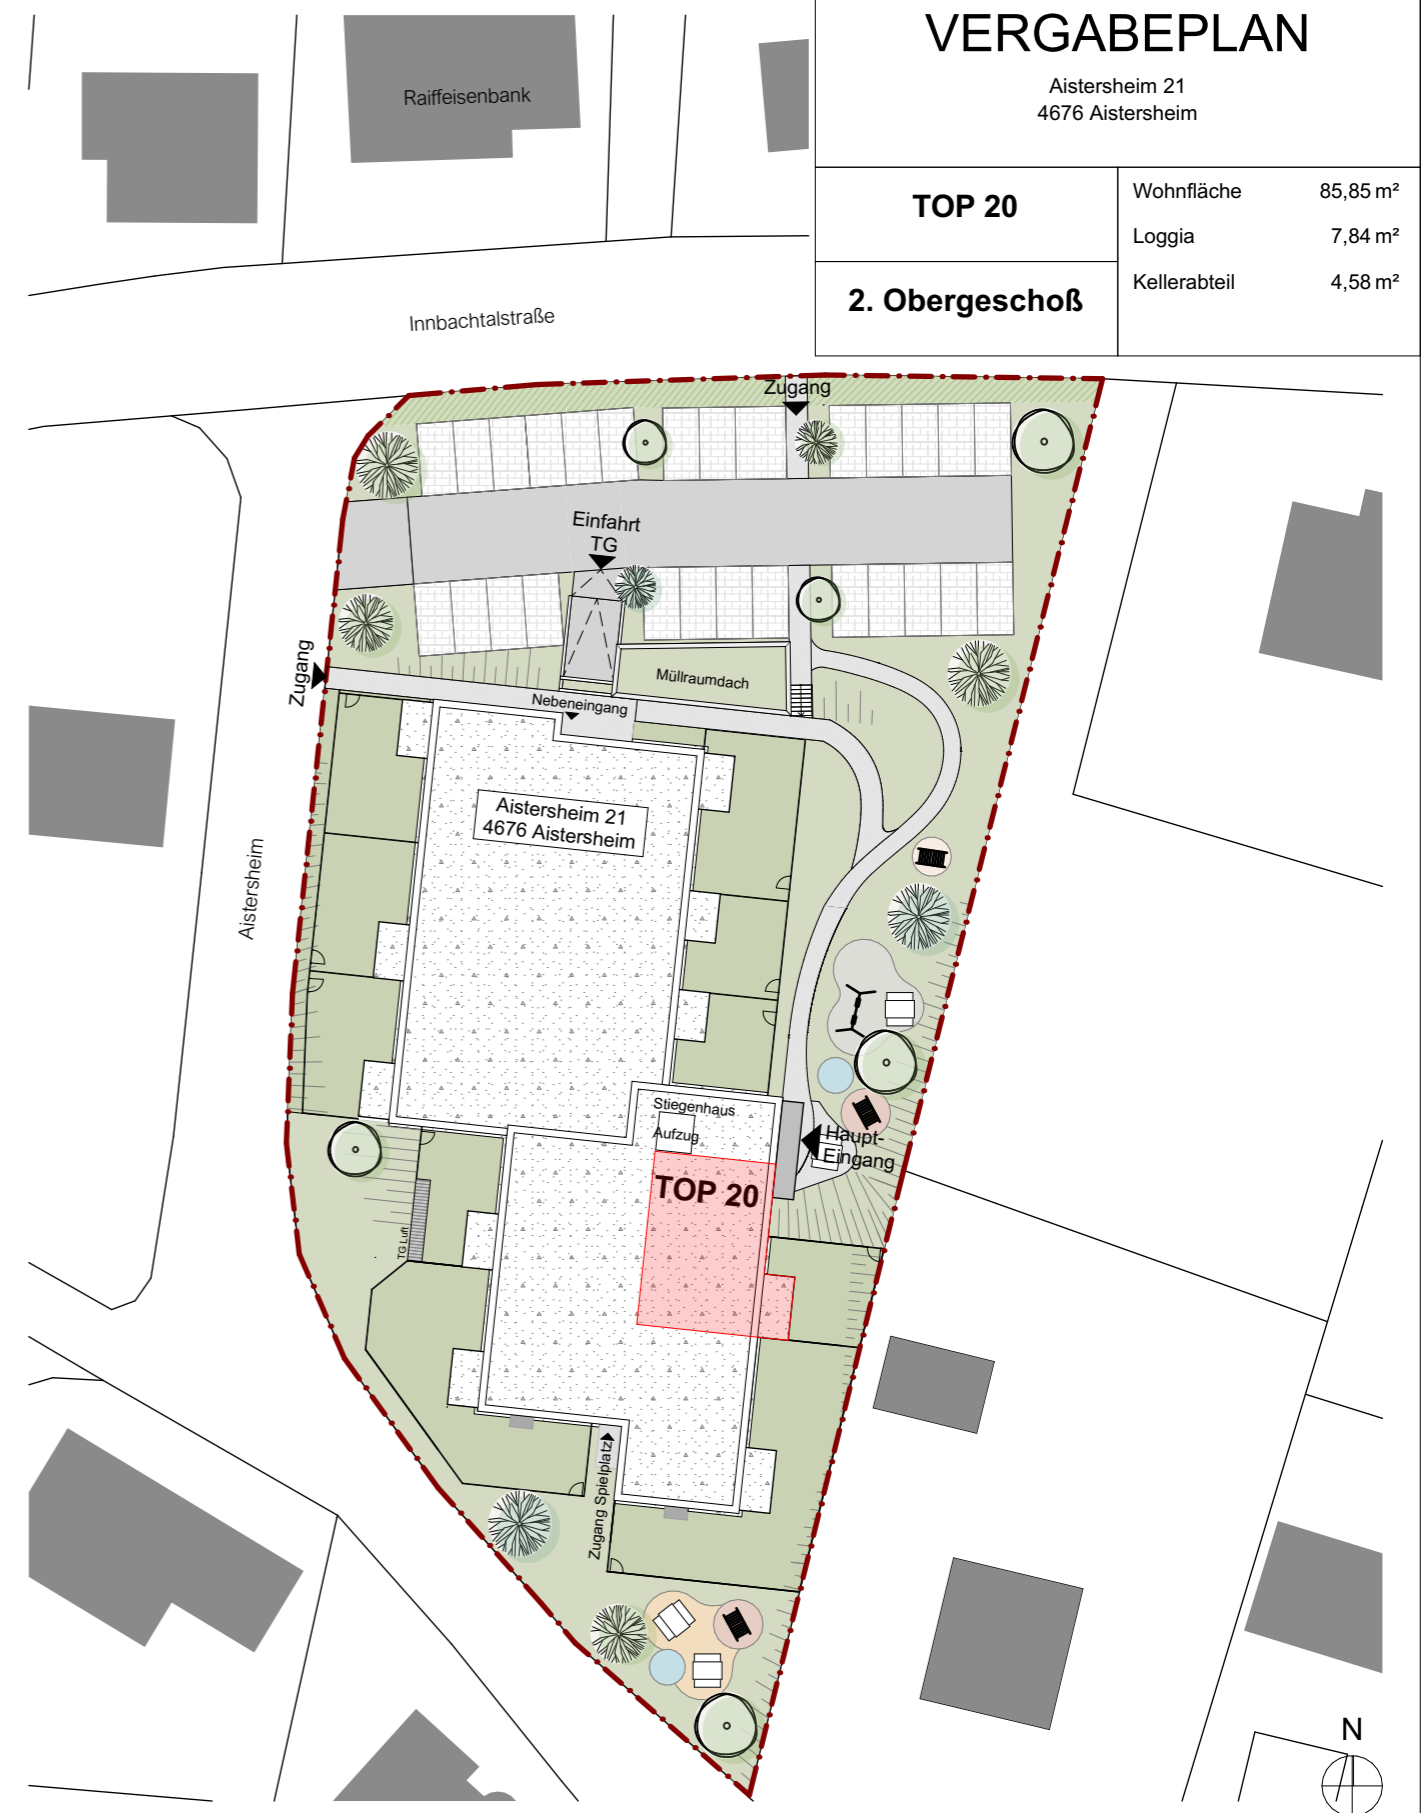 VERGABEPLAN
Aistersheim 21
4676 Aistersheim
TOP 20
2. Obergeschoß
Wohnfläche 85,85 m²
Loggia 7,84 m²
Kellerabteil 4,58 m²
Raiffeisenbank
Innbachtalstraße
Zugang
Einfahrt
TG
Zugang
Müllraumdach
Nebeneingang
Aistersheim 21
4676 Aistersheim
Aistersheim
Stiegenhaus
Aufzug
Haupt-
Eingang
TOP 20
TG Luft
Zugang Spielplatz
N